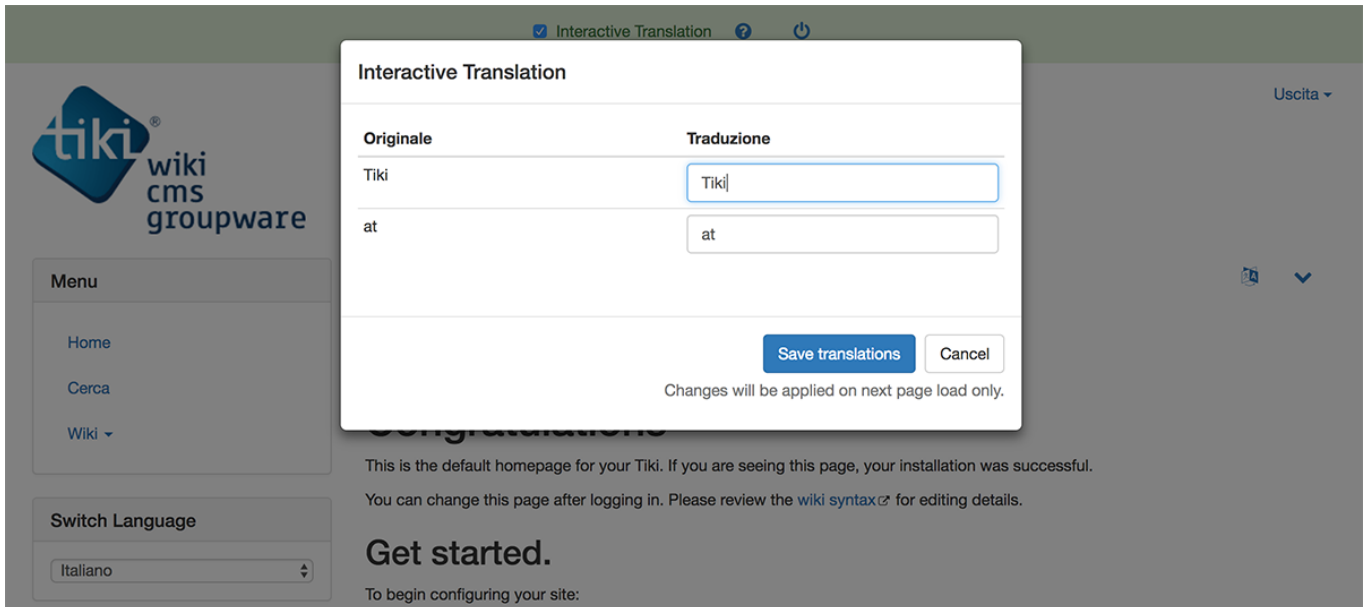 Interactive Translation
Interactive Translation
Uscita
tiki®
wiki
cms
groupware
Originale Traduzione
Tiki Tiki
at at
Menu
Home
Cerca
Wiki
Save translations Cancel
Changes will be applied on next page load only.
Congratulations
This is the default homepage for your Tiki. If you are seeing this page, your installation was successful.
You can change this page after logging in. Please review the wiki syntax for editing details.
Switch Language
Italiano
Get started.
To begin configuring your site: